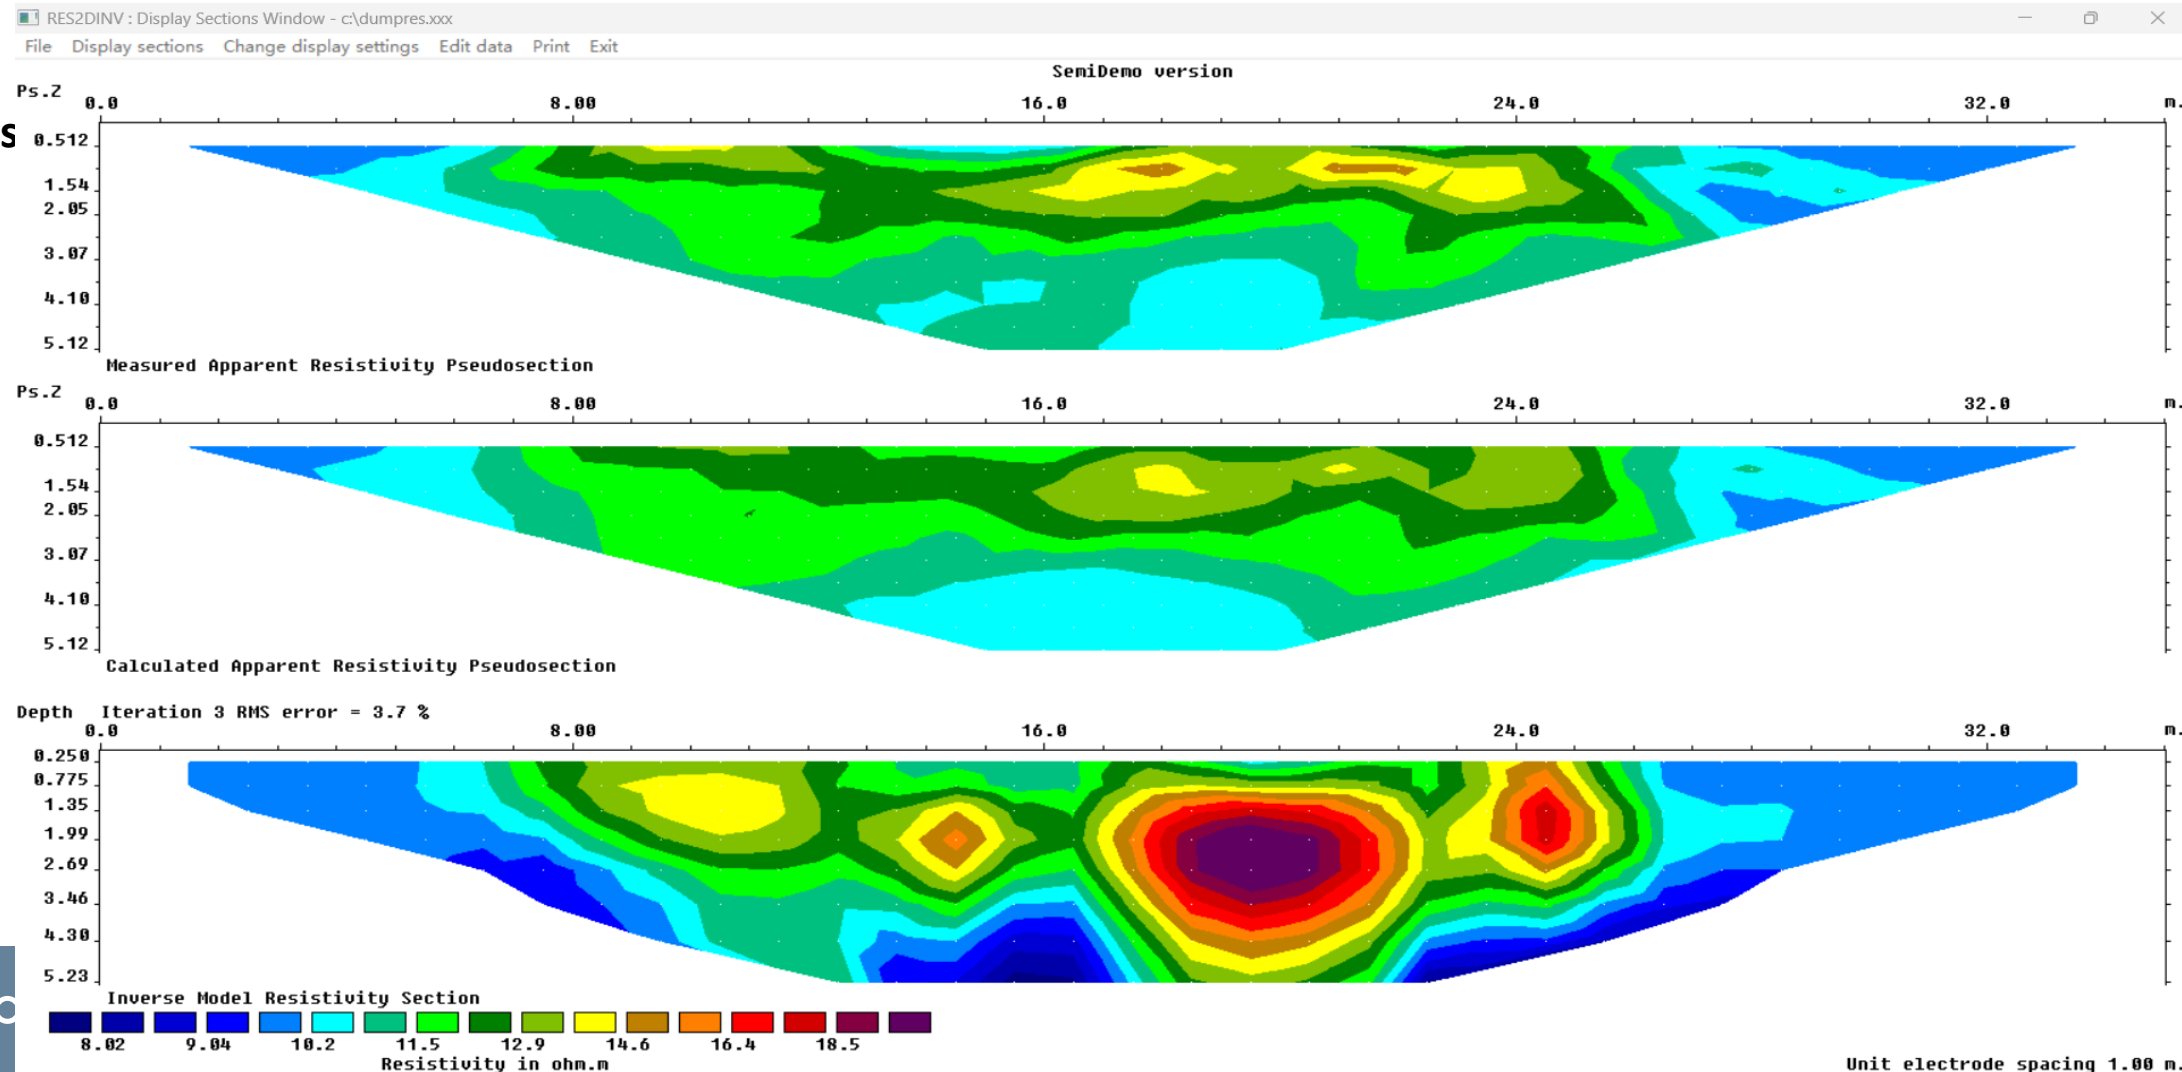 RES2DINV : Display Sections Window - c:\dumpres.xxx
File Display sections Change display settings Edit data Print Exit
SemiDemo version
Ps.Z
0.0 8.00 16.0 24.0 32.0 m.
s
0.512
1.54
2.05
3.07
4.10
5.12
Measured Apparent Resistivity Pseudosection
Ps.Z
0.0 8.00 16.0 24.0 32.0 m.
0.512
1.54
2.05
3.07
4.10
5.12
Calculated Apparent Resistivity Pseudosection
Depth Iteration 3 RMS error = 3.7 %
0.0 8.00 16.0 24.0 32.0 m.
0.250
0.775
1.35
1.99
2.69
3.46
4.30
5.23
Inverse Model Resistivity Section
8.02 9.04 10.2 11.5 12.9 14.6 16.4 18.5
Resistivity in ohm.m
Unit electrode spacing 1.00 m.